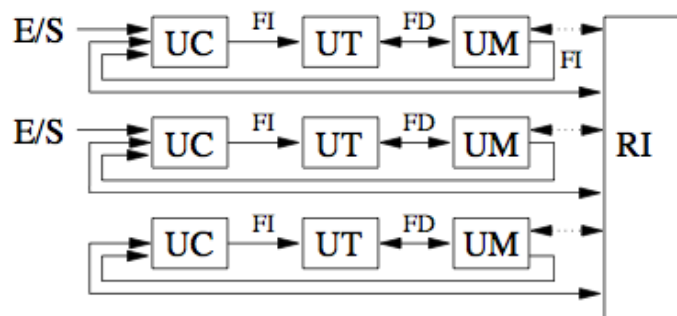 E/S UC FI UT FD UM
FI
E/S UC FI UT FD UM RI
UC FI UT FD UM